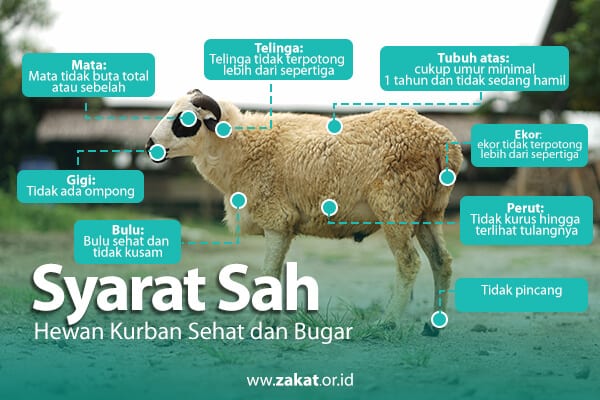 Mata:
Mata tidak buta total
atau sebelah
Telinga:
Telinga tidak terpotong
lebih dari sepertiga
Tubuh atas:
cukup umur minimal
1 tahun dan tidak sedang hamil
Ekor:
ekor tidak terpotong
lebih dari sepertiga
Gigi:
Tidak ada ompong
Bulu:
Bulu sehat dan
tidak kusam
Perut:
Tidak kurus hingga
terlihat tulangnya
Tidak pincang
Syarat Sah
Hewan Kurban Sehat dan Bugar
www.zakat.or.id